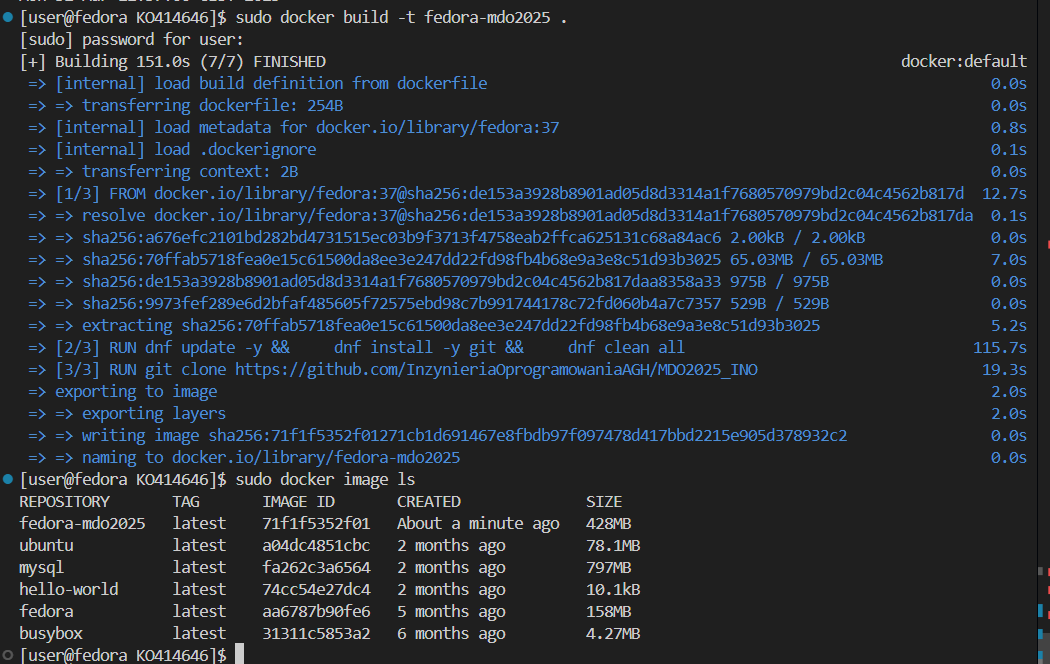 [user@fedora KO414646]$ sudo docker build -t fedora-mdo2025 .
[sudo] password for user:
[+] Building 151.0s (7/7) FINISHED docker:default
=> [internal] load build definition from dockerfile 0.0s
=> => transferring dockerfile: 254B 0.0s
=> [internal] load metadata for docker.io/library/fedora:37 0.8s
=> [internal] load .dockerignore 0.1s
=> => transferring context: 2B 0.0s
=> [1/3] FROM docker.io/library/fedora:37@sha256:de153a3928b8901ad05d8d3314a1f7680570979bd2c04c4562b817d 12.7s
=> => resolve docker.io/library/fedora:37@sha256:de153a3928b8901ad05d8d3314a1f7680570979bd2c04c4562b817da 0.1s
=> => sha256:a676efc2101bd282bd4731515ec03b9f3713f4758eab2ffca625131c68a84ac6 2.00kB / 2.00kB 0.0s
=> => sha256:70ffab5718fea0e15c61500da8ee3e247dd22fd98fb4b68e9a3e8c51d93b3025 65.03MB / 65.03MB 7.0s
=> => sha256:de153a3928b8901ad05d8d3314a1f7680570979bd2c04c4562b817daa8358a33 975B / 975B 0.0s
=> => sha256:9973fef289e6d2bfaf485605f72575ebd98c7b991744178c72fd060b4a7c7357 529B / 529B 0.0s
=> => extracting sha256:70ffab5718fea0e15c61500da8ee3e247dd22fd98fb4b68e9a3e8c51d93b3025 5.2s
=> [2/3] RUN dnf update -y && dnf install -y git && dnf clean all 115.7s
=> [3/3] RUN git clone https://github.com/InzynieriaOprogramowaniaAGH/MDO2025_INO 19.3s
=> exporting to image 2.0s
=> => exporting layers 2.0s
=> => writing image sha256:71f1f5352f01271cb1d691467e8fbdb97f097478d417bbd2215e905d378932c2 0.0s
=> => naming to docker.io/library/fedora-mdo2025 0.0s
[user@fedora KO414646]$ sudo docker image ls
REPOSITORY TAG IMAGE ID CREATED SIZE
fedora-mdo2025 latest 71f1f5352f01 About a minute ago 428MB
ubuntu latest a04dc4851cbc 2 months ago 78.1MB
mysql latest fa262c3a6564 2 months ago 797MB
hello-world latest 74cc54e27dc4 2 months ago 10.1kB
fedora latest aa6787b90fe6 5 months ago 158MB
busybox latest 31311c5853a2 6 months ago 4.27MB
[user@fedora KO414646]$